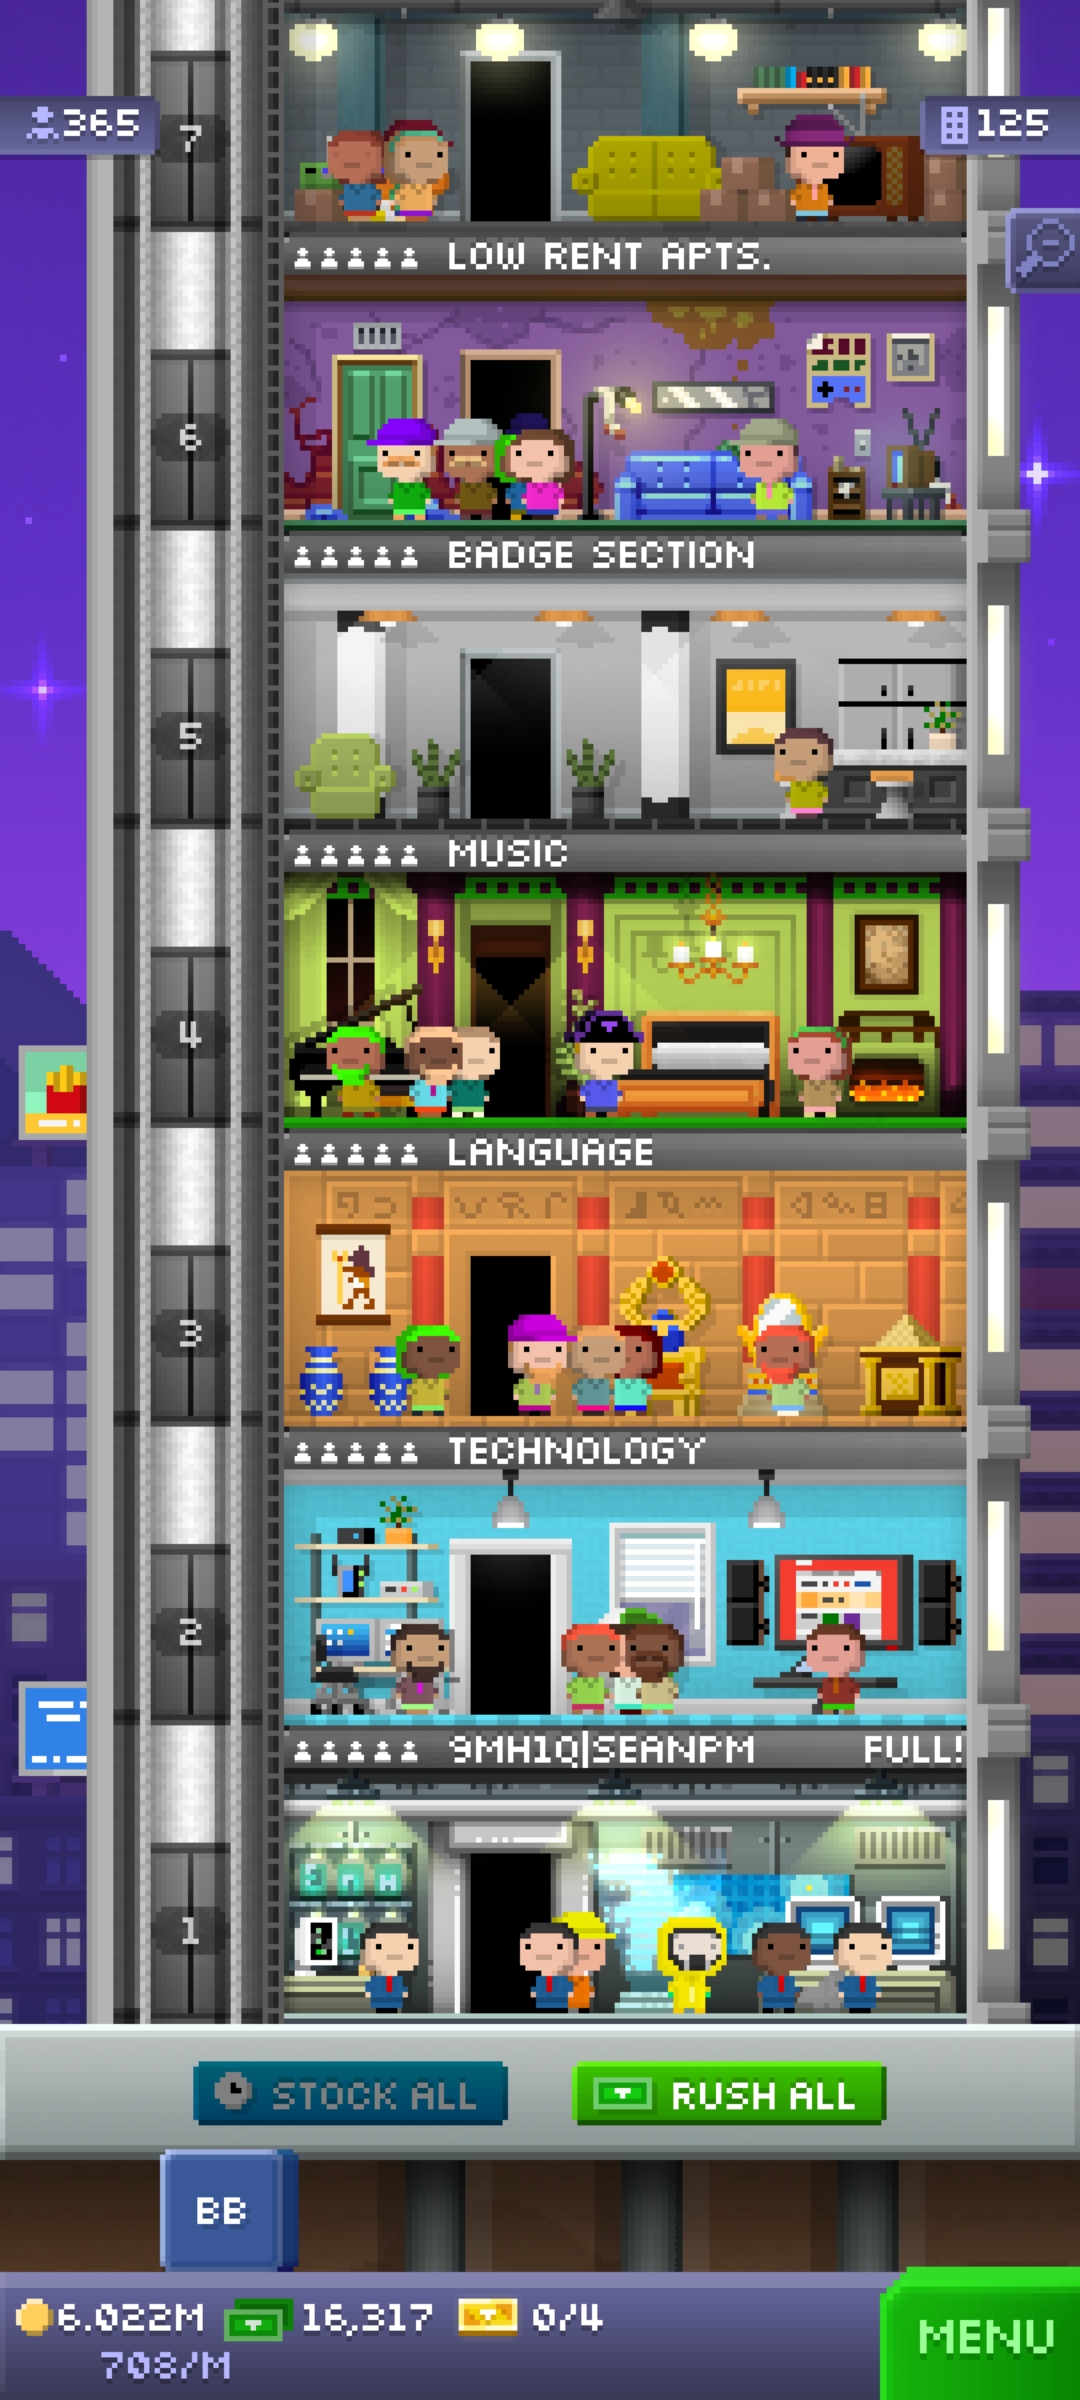 365
125
7
LOW RENT APTS.
6
BADGE SECTION
5
MUSIC
4
LANGUAGE
3
TECHNOLOGY
2
9MH1Q|SEANPM FULL!
1
STOCK ALL
RUSH ALL
BB
6.022M 16,317 0/4
708/M
MENU